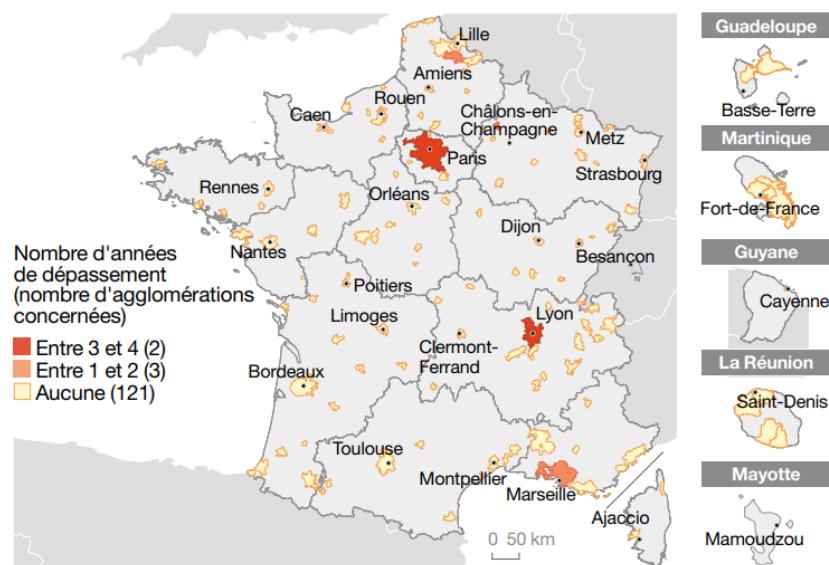 Lille
Amiens
Rouen
Caen
Châlons-en-
Champagne
Metz
Paris
Strasbourg
Rennes
Orléans
Dijon
Nantes
Besançon
Nombre d'années
de dépassement
(nombre d'agglomérations
concernées)
Entre 3 et 4 (2)
Entre 1 et 2 (3)
Aucune (121)
Poitiers
Limoges
Lyon
Clermont-
Ferrand
Bordeaux
Toulouse
Montpellier
Marseille
Ajaccio
0 50 km
N
Guadeloupe
Basse-Terre
Martinique
Fort-de-France
Guyane
Cayenne
La Réunion
Saint-Denis
Mayotte
Mamoudzou